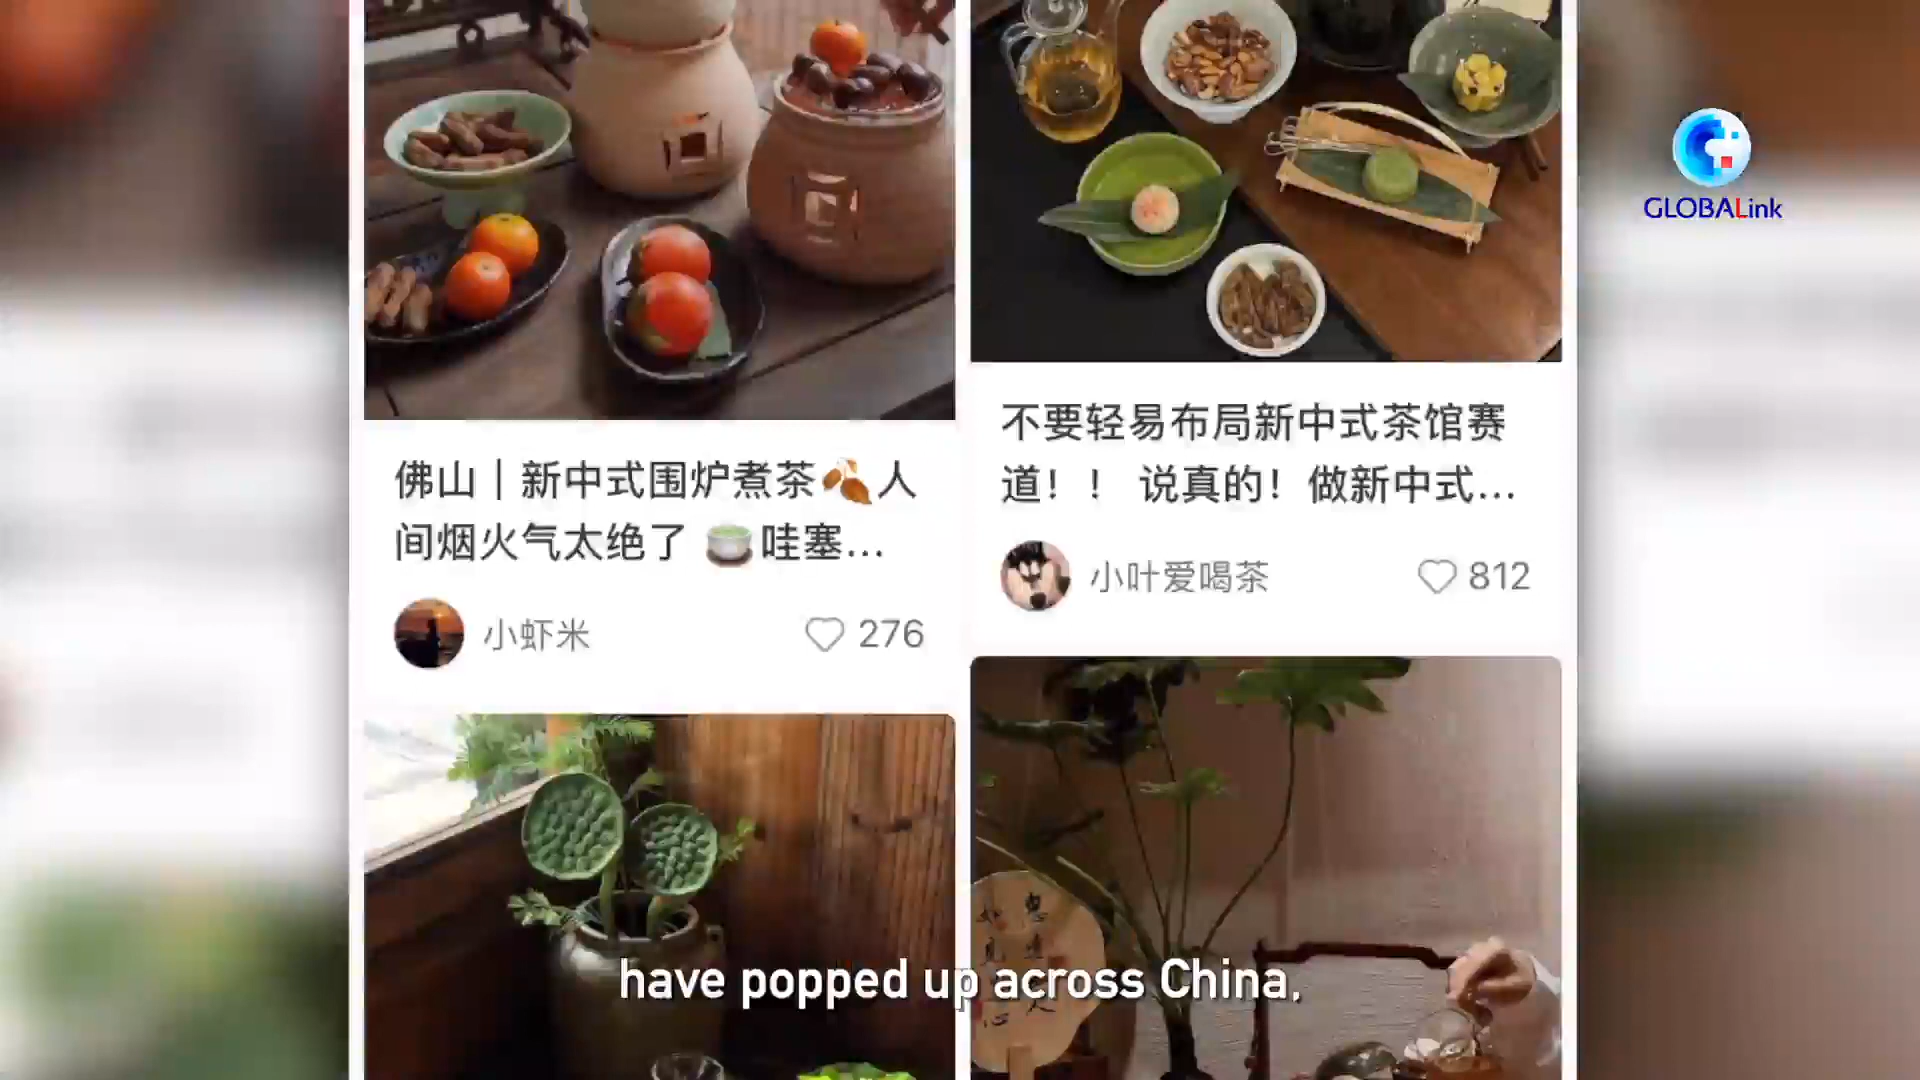 GLOBALink
佛山｜新中式围炉煮茶🍂人
间烟火气太绝了 🍵哇塞...
小虾米
276
不要轻易布局新中式茶馆赛
道！！ 说真的！做新中式...
小叶爱喝茶
812
have popped up across China,